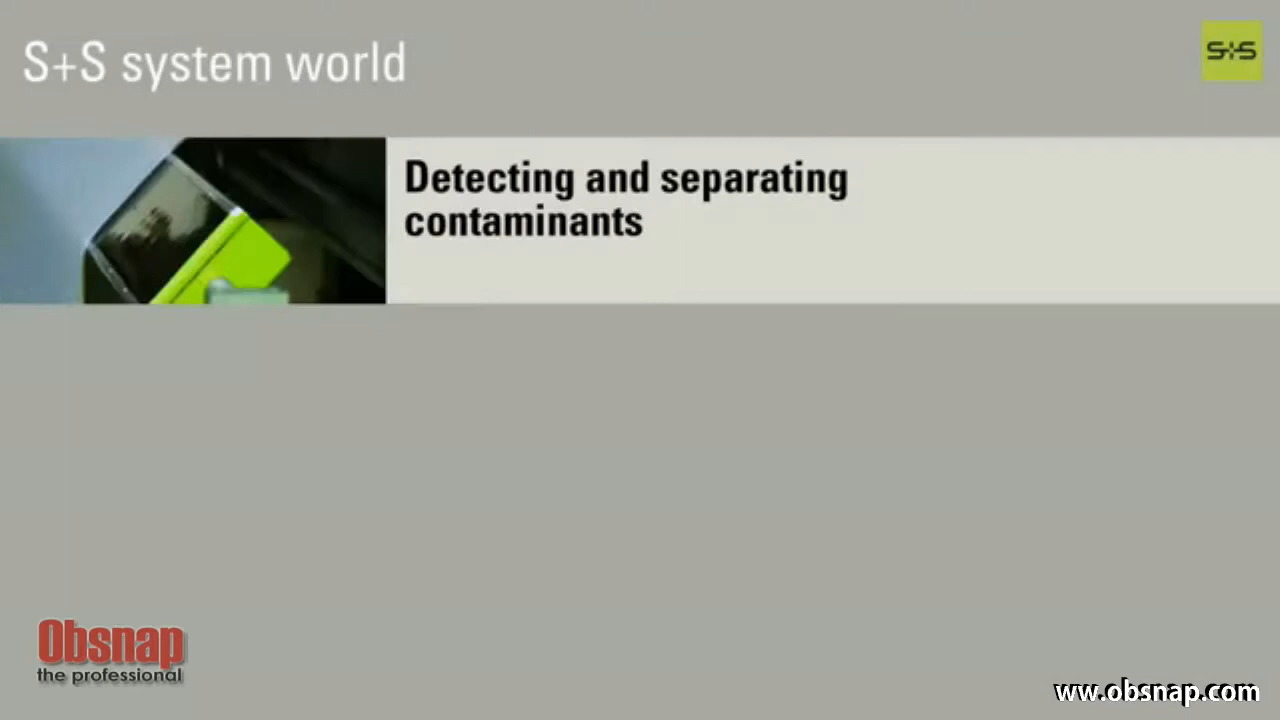 S+S system world
S+S
Detecting and separating
contaminants
Obsnap
the professional
www.obsnap.com